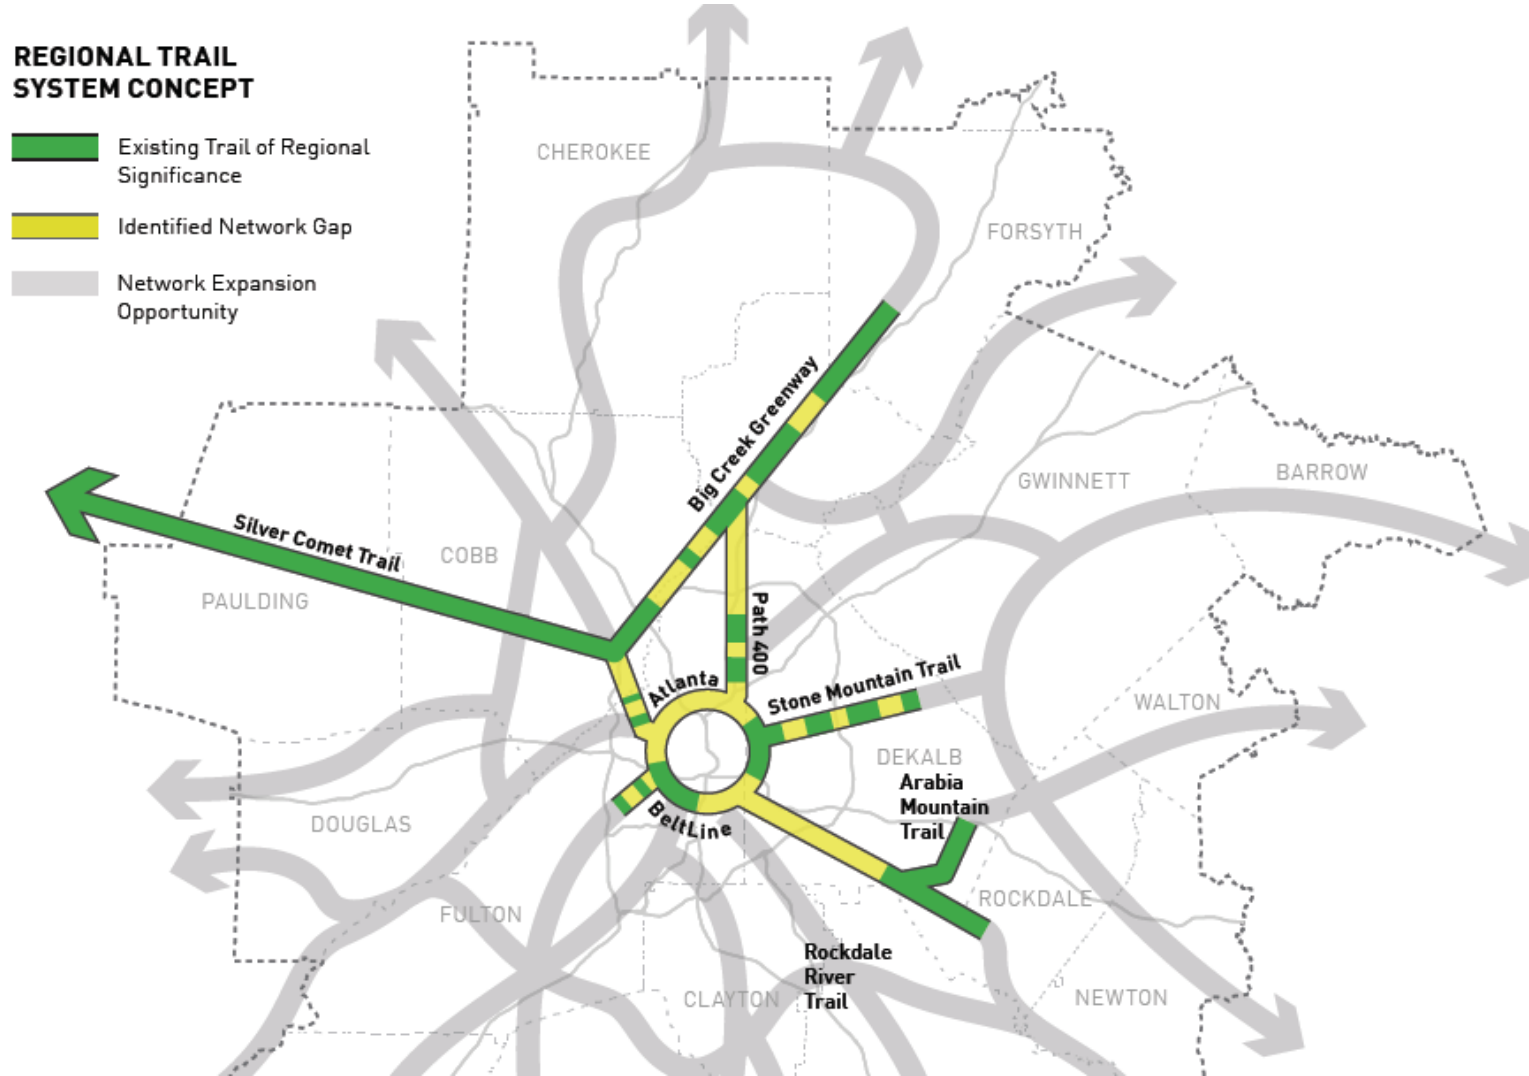 REGIONAL TRAIL
SYSTEM CONCEPT
Existing Trail of Regional
Significance
Identified Network Gap
Network Expansion
Opportunity
CHEROKEE
FORSYTH
Big Creek Greenway
GWINNETT
BARROW
Silver Comet Trail
COBB
PAULDING
Path 400
Atlanta
Stone Mountain Trail
WALTON
DEKALB
Arabia
Mountain
Trail
BeltLine
DOUGLAS
ROCKDALE
FULTON
Rockdale
River
Trail
CLAYTON
NEWTON